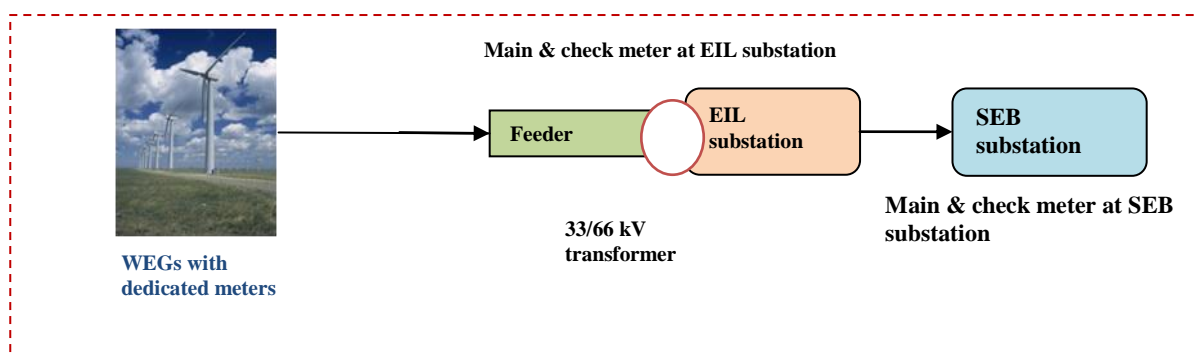 Main & check meter at EIL substation
Feeder
EIL
substation
SEB
substation
Main & check meter at SEB
substation
33/66 kV
transformer
WEGs with
dedicated meters